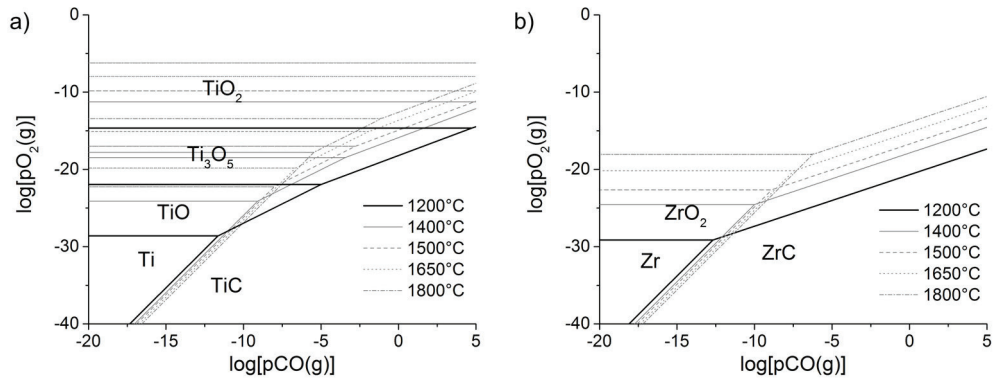 a)
0
-10
-20
-30
-40
log[pO₂(g)]
TiO₂
Ti₃O₅
TiO
Ti
TiC
1200°C
1400°C
1500°C
1650°C
1800°C
-20
-15
-10
-5
0
5
log[pCO(g)]
b)
0
-10
-20
-30
-40
log[pO₂(g)]
ZrO₂
Zr
ZrC
1200°C
1400°C
1500°C
1650°C
1800°C
-20
-15
-10
-5
0
5
log[pCO(g)]